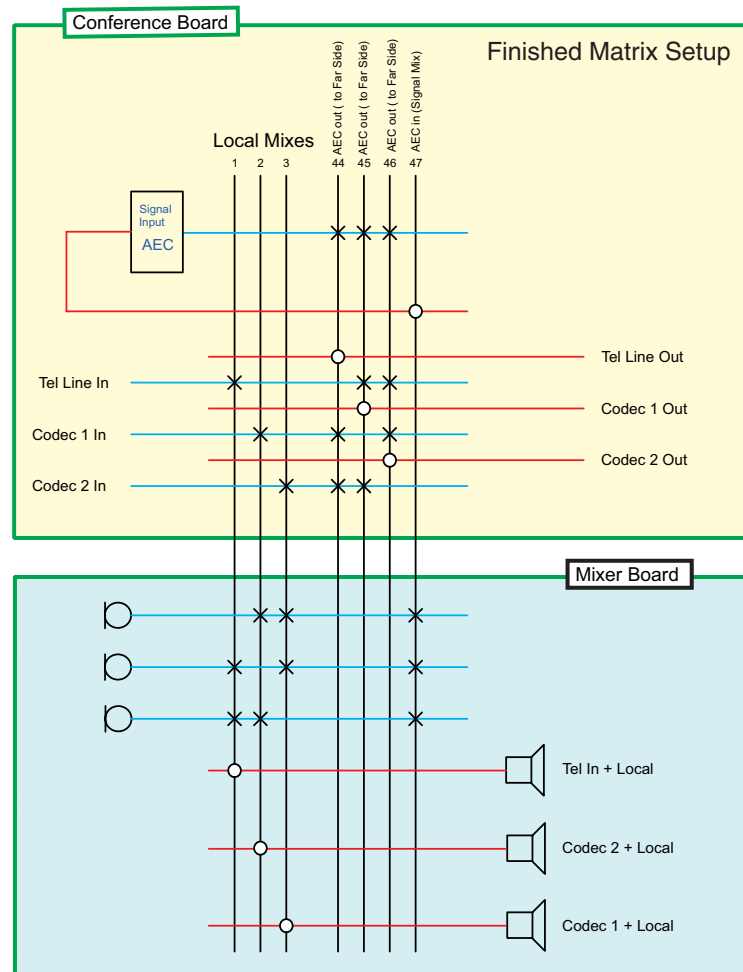 Conference Board
Finished Matrix Setup
AEC out ( to Far Side)
AEC out ( to Far Side)
AEC out ( to Far Side)
AEC in (Signal Mix)
Local Mixes
1 2 3 44 45 46 47
Signal
Input
AEC
Tel Line Out
Tel Line In
Codec 1 Out
Codec 1 In
Codec 2 Out
Codec 2 In
Mixer Board
Tel In + Local
Codec 2 + Local
Codec 1 + Local